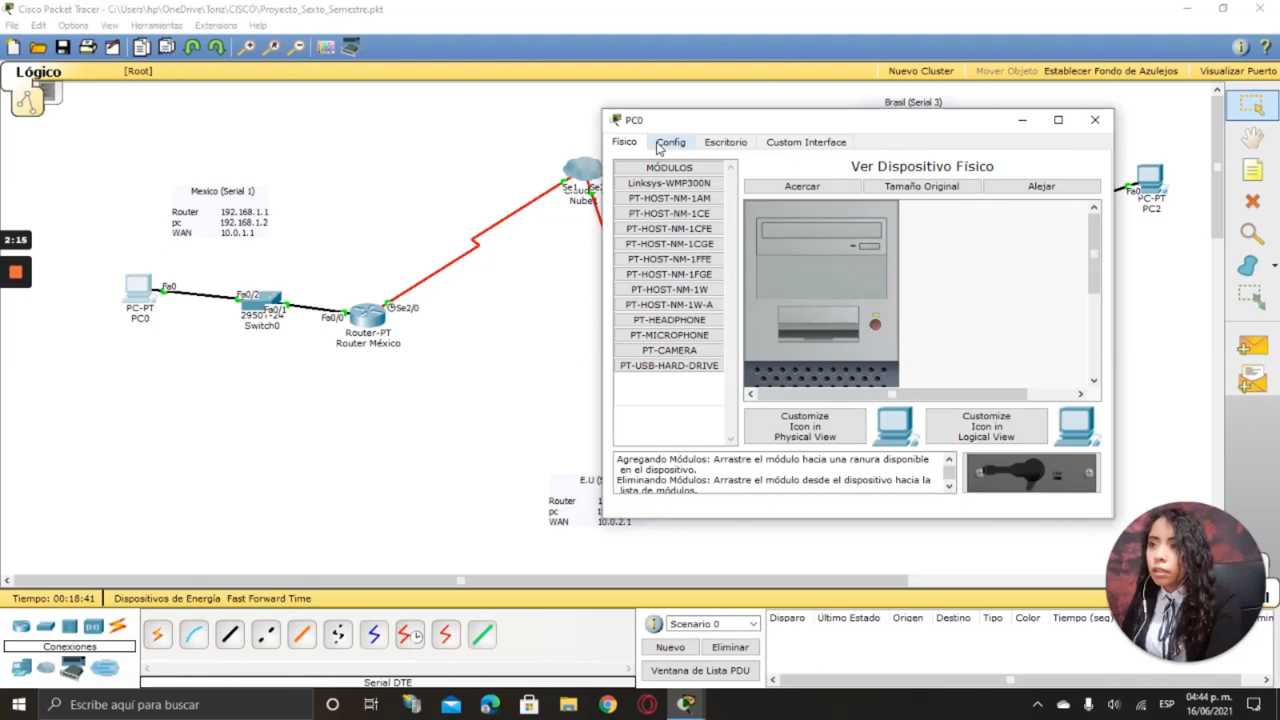 Cisco Packet Tracer - C:\Users\hp\OneDrive\Toriz\CISCO\Proyecto_Sexto_Semestre.pkt
File Edit Options View Herramientas Extensions Help
Lógico [Root] Nuevo Cluster Mover Objeto Establecer Fondo de Azulejos Visualizar Puerto
Brasil (Serial 3)
PC0
Físico Config Escritorio Custom Interface
MÓDULOS
Linksys-WMP300N
PT-HOST-NM-1AM
PT-HOST-NM-1CE
PT-HOST-NM-1CFE
PT-HOST-NM-1CGE
PT-HOST-NM-1FFE
PT-HOST-NM-1FGE
PT-HOST-NM-1W
PT-HOST-NM-1W-A
PT-HEADPHONE
PT-MICROPHONE
PT-CAMERA
PT-USB-HARD-DRIVE
Ver Dispositivo Físico
Acercar Tamaño Original Alejar
Customize
Icon in
Physical View
Customize
Icon in
Logical View
Agregando Módulos: Arrastre el módulo hacia una ranura disponible
en el dispositivo.
Eliminando Módulos: Arrastre el módulo desde el dispositivo hacia la
lista de módulos.
Mexico (Serial 1)
Router 192.168.1.1
pc 192.168.1.2
WAN 10.0.1.1
2:15
Se1
Nube1
Fa0
PC-PT
PC2
Fa0
PC-PT
PC0
Fa0/2
Fa0/1
2950T-24
Switch0
Fa0/0
Se2/0
Router-PT
Router México
E.U
Router
pc
WAN 10.0.2.1
Tiempo: 00:18:41 Dispositivos de Energía Fast Forward Time
Conexiones
Serial DTE
Scenario 0
Nuevo Eliminar
Ventana de Lista PDU
Disparo Último Estado Origen Destino Tipo Color Tiempo (seg)
Escribe aquí para buscar
ESP
04:44 p. m.
16/06/2021